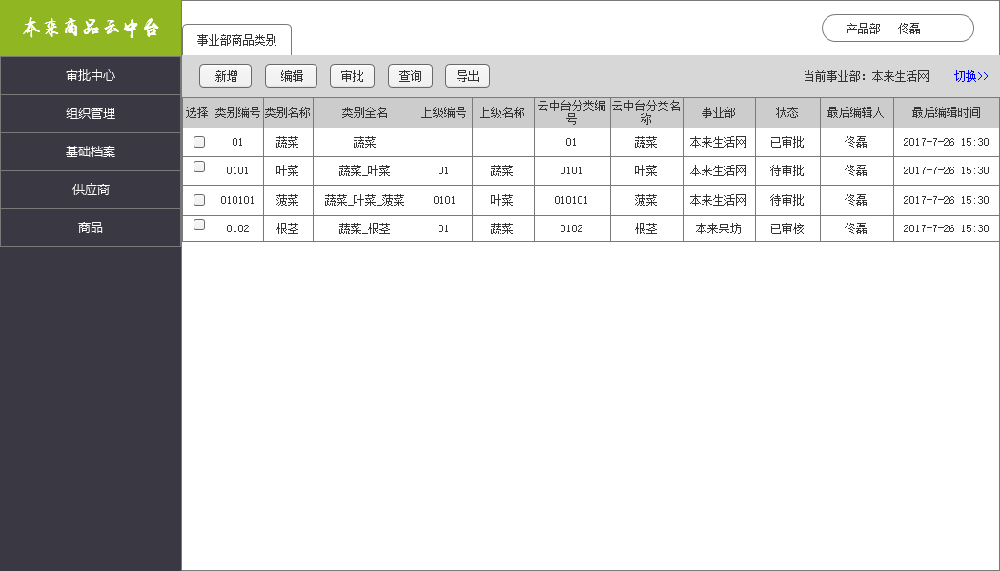 本来商品云中台
产品部 佟磊
事业部商品类别
新增 编辑 审批 查询 导出 当前事业部：本来生活网 切换>>
审批中心
组织管理
基础档案
供应商
商品
选择 类别编号 类别名称 类别全名 上级编号 上级名称 云中台分类编号 云中台分类名称 事业部 状态 最后编辑人 最后编辑时间
01 蔬菜 蔬菜 01 蔬菜 本来生活网 已审批 佟磊 2017-7-26 15:30
0101 叶菜 蔬菜_叶菜 01 蔬菜 0101 叶菜 本来生活网 待审批 佟磊 2017-7-26 15:30
010101 菠菜 蔬菜_叶菜_菠菜 0101 叶菜 010101 菠菜 本来生活网 待审批 佟磊 2017-7-26 15:30
0102 根茎 蔬菜_根茎 01 蔬菜 0102 根茎 本来果坊 已审核 佟磊 2017-7-26 15:30